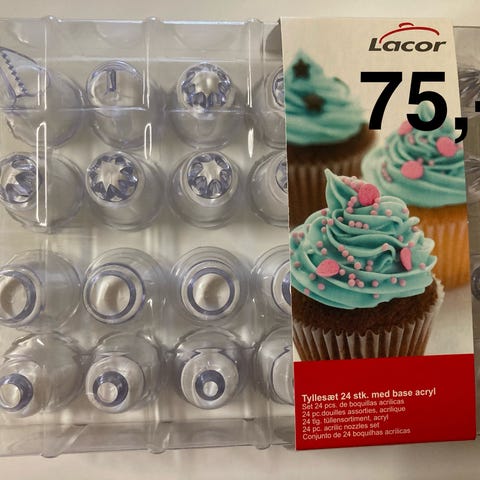 Lacor
75,-
Tyllesæt 24 stk. med base acryl
Set 24 pcs. de boquillas acrilicas
24 pc.douilles assorties, acrilique
24 tlg. tüllensortiment, acryl
24 pc. acrilic nozzles set
Conjunto de 24 boquilhas acrílicas